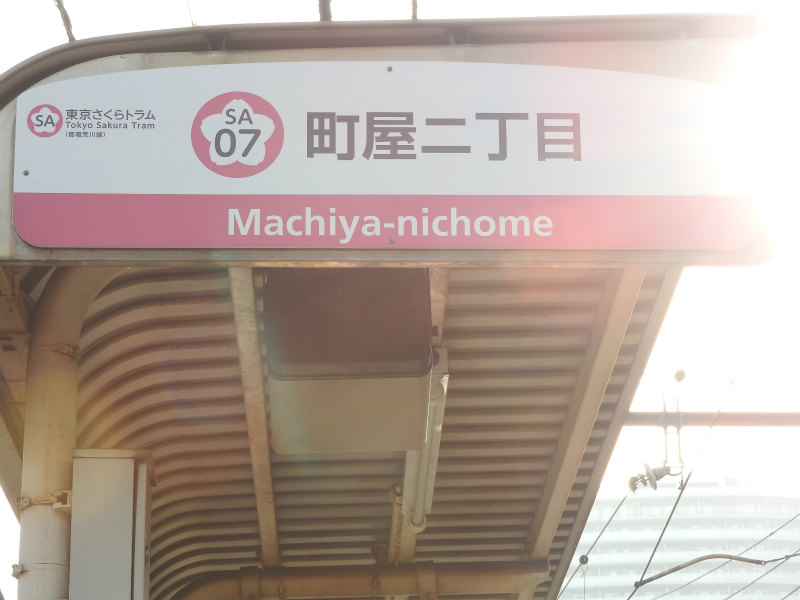 SA
東京さくらトラム
Tokyo Sakura Tram
(都電荒川線)
SA
07
町屋二丁目
Machiya-nichome